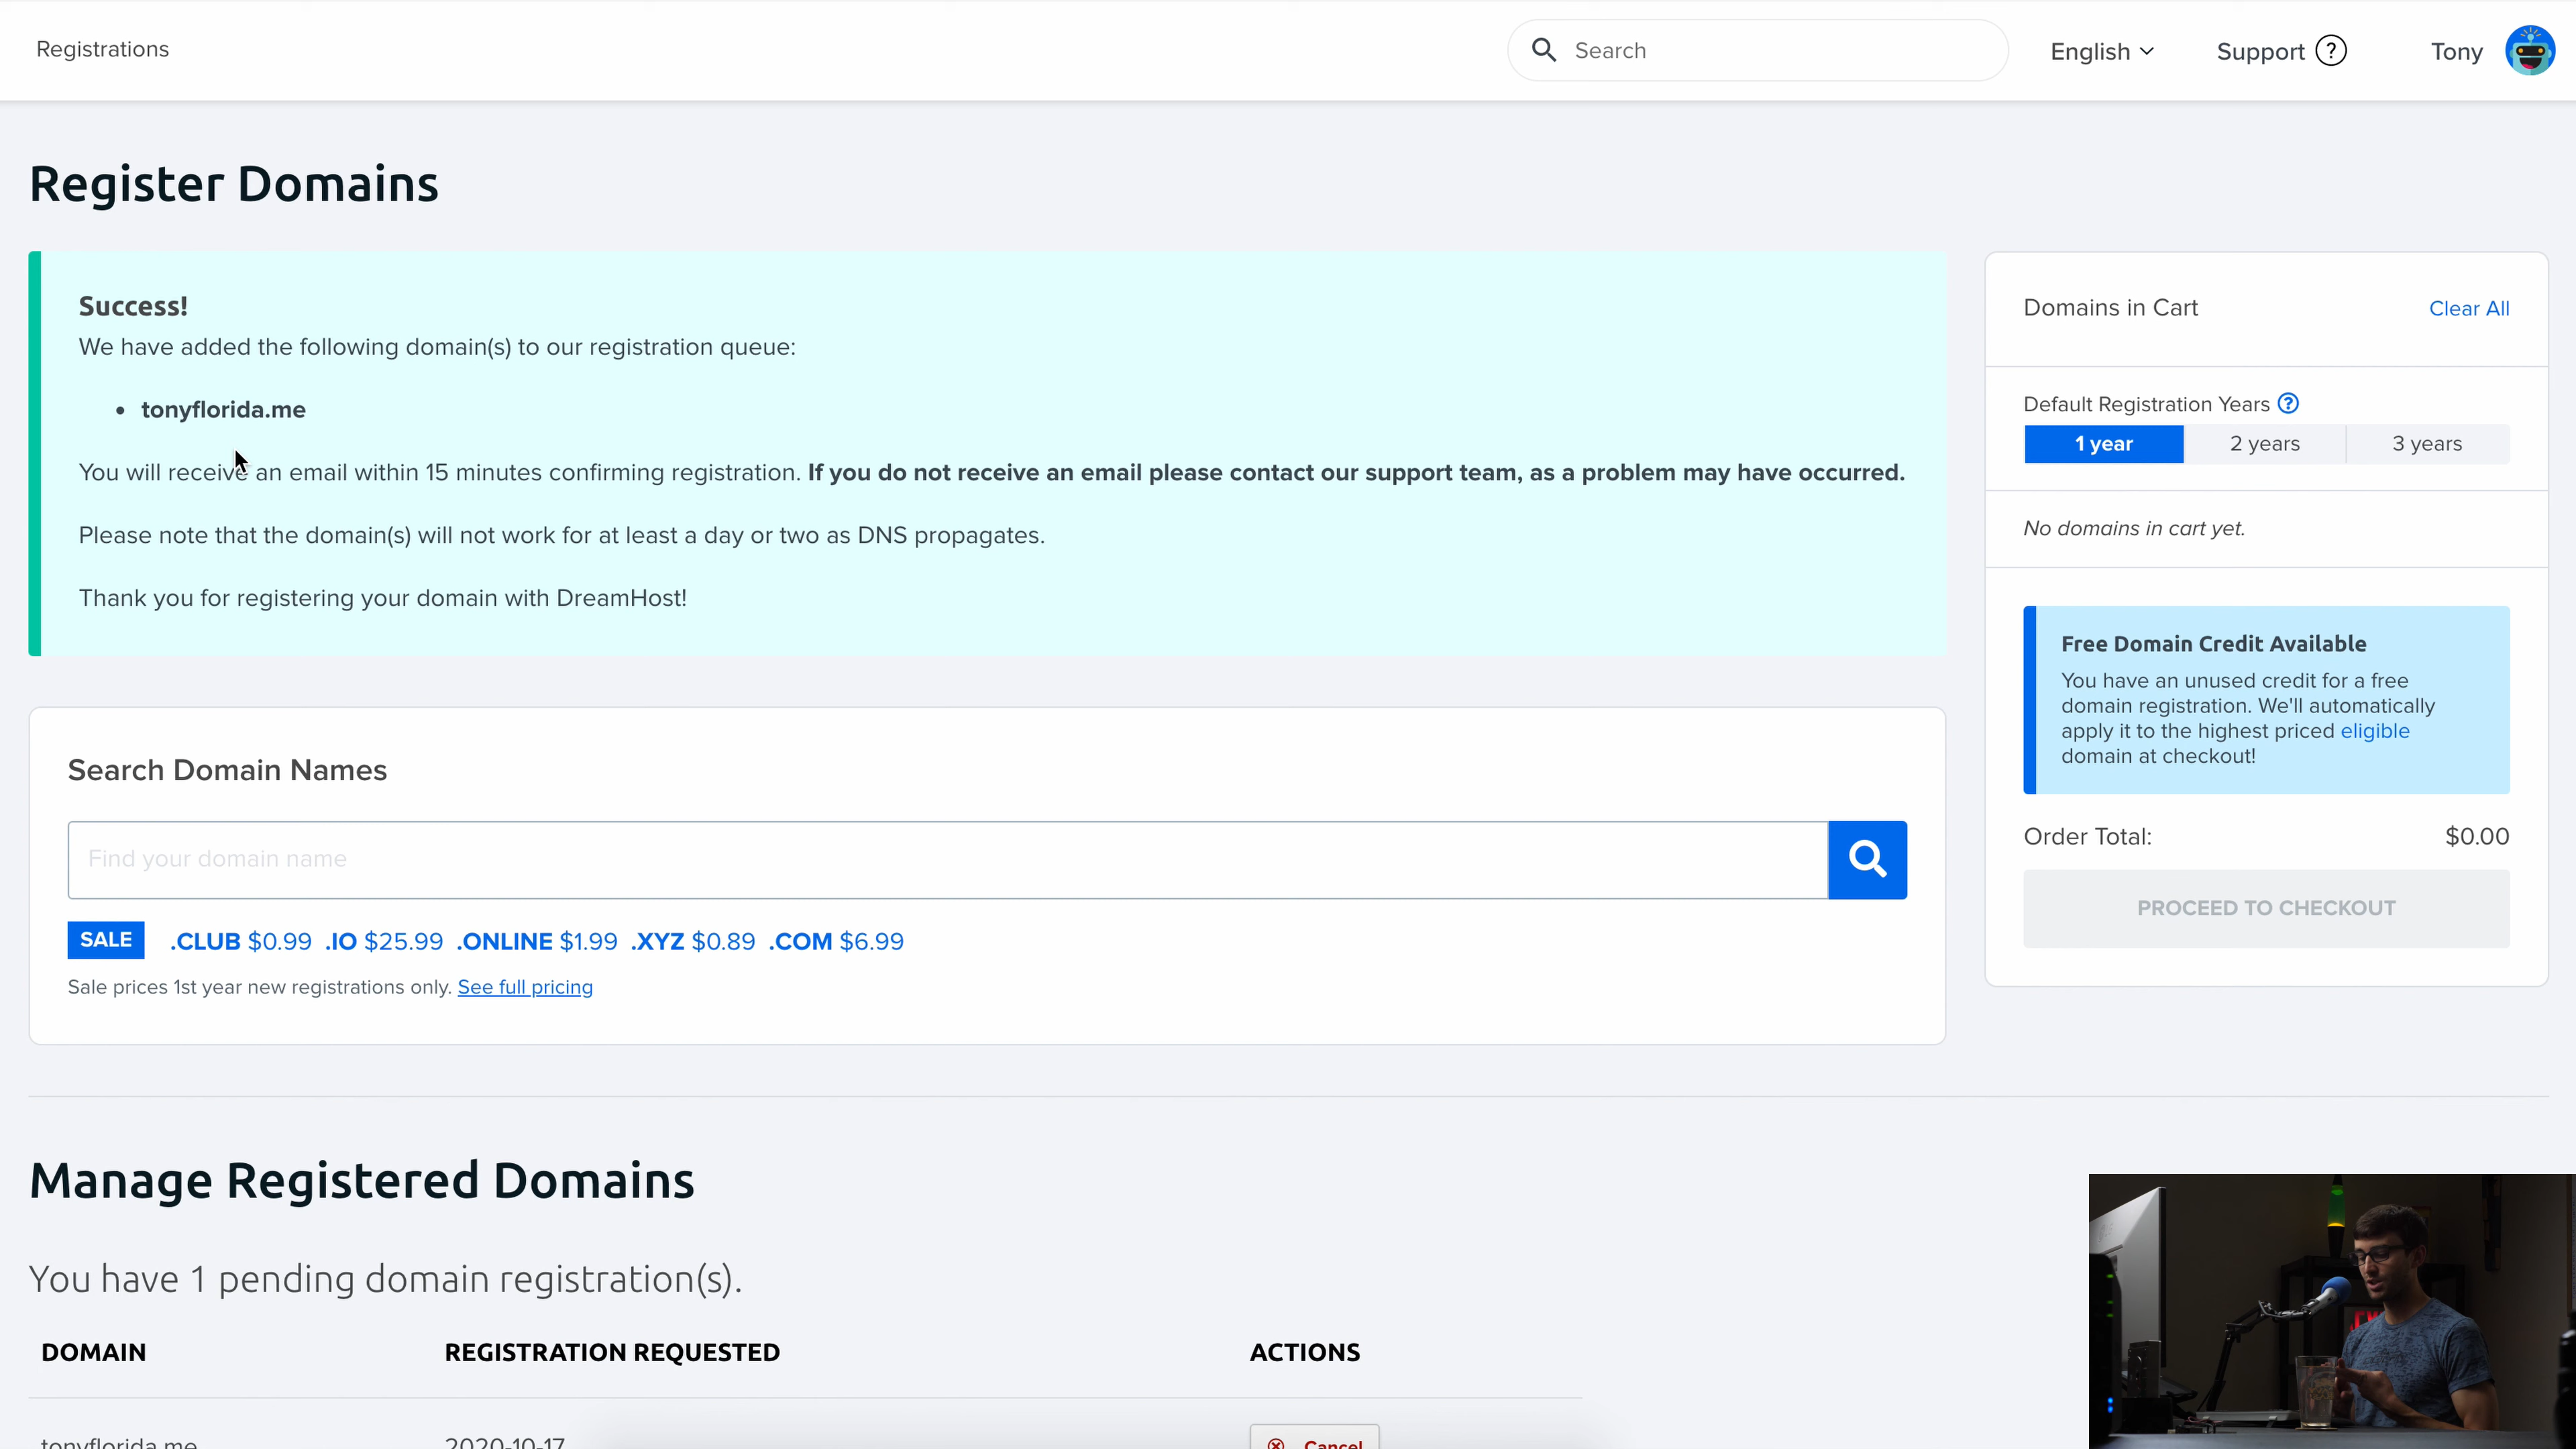 Registrations
Search
English
Support ?
Tony
Register Domains
Success!
We have added the following domain(s) to our registration queue:
• tonyflorida.me
You will receive an email within 15 minutes confirming registration. If you do not receive an email please contact our support team, as a problem may have occurred.
Please note that the domain(s) will not work for at least a day or two as DNS propagates.
Thank you for registering your domain with DreamHost!
Domains in Cart
Clear All
Default Registration Years ?
1 year 2 years 3 years
No domains in cart yet.
Free Domain Credit Available
You have an unused credit for a free
domain registration. We'll automatically
apply it to the highest priced eligible
domain at checkout!
Order Total: $0.00
PROCEED TO CHECKOUT
Search Domain Names
Find your domain name
SALE .CLUB $0.99 .IO $25.99 .ONLINE $1.99 .XYZ $0.89 .COM $6.99
Sale prices 1st year new registrations only. See full pricing
Manage Registered Domains
You have 1 pending domain registration(s).
DOMAIN REGISTRATION REQUESTED ACTIONS
tonyflorida.me 2020-10-17 Cancel